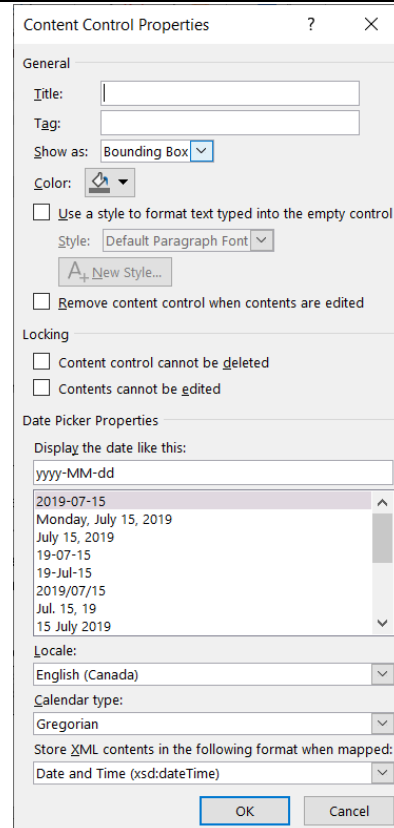 Content Control Properties ?
General
Title:
Tag:
Show as: Bounding Box
Color:
Use a style to format text typed into the empty control
Style: Default Paragraph Font
A+ New Style...
Remove content control when contents are edited
Locking
Content control cannot be deleted
Contents cannot be edited
Date Picker Properties
Display the date like this:
yyyy-MM-dd
2019-07-15
Monday, July 15, 2019
July 15, 2019
19-07-15
19-Jul-15
2019/07/15
Jul. 15, 19
15 July 2019
Locale:
English (Canada)
Calendar type:
Gregorian
Store XML contents in the following format when mapped:
Date and Time (xsd:dateTime)
OK Cancel